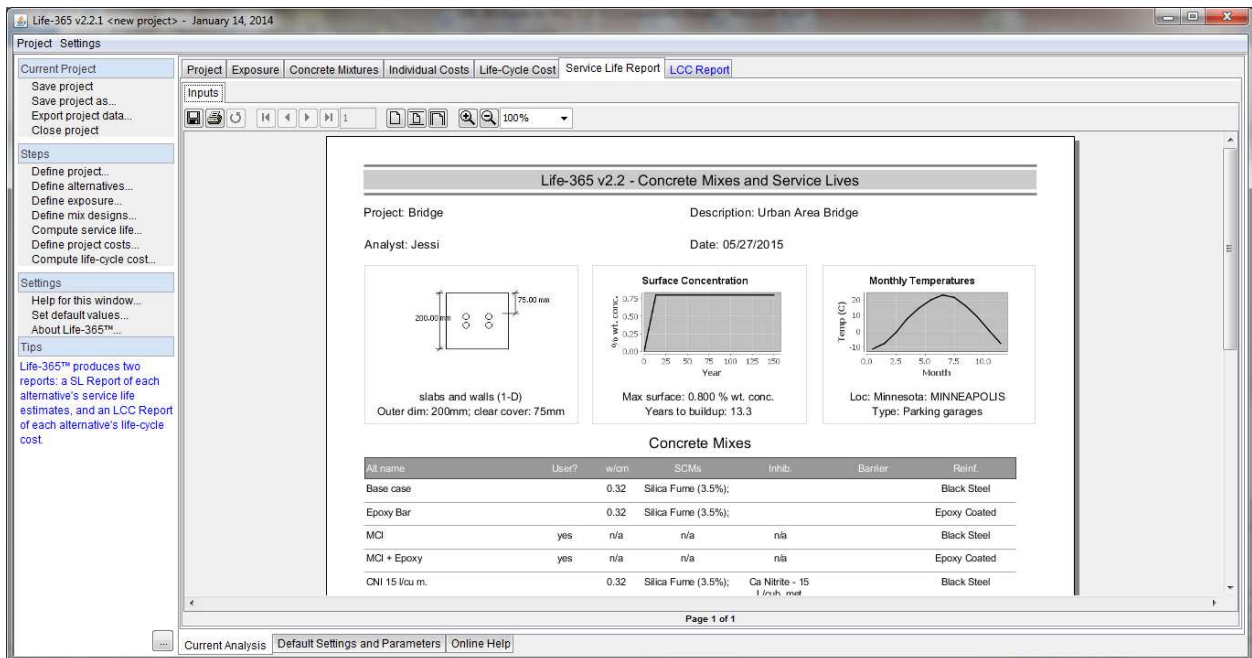 Life-365 v2.2.1 <new project> - January 14, 2014
Project Settings
Current Project
Save project
Save project as...
Export project data...
Close project
Steps
Define project...
Define alternatives...
Define exposure...
Define mix designs...
Compute service life...
Define project costs...
Compute life-cycle cost...
Settings
Help for this window...
Set default values...
About Life-365™...
Tips
Life-365™ produces two
reports: a SL Report of each
alternative's service life
estimates, and an LCC Report
of each alternative's life-cycle
cost.
...
Project Exposure Concrete Mixtures Individual Costs Life-Cycle Cost Service Life Report LCC Report
Inputs
1 100%
Life-365 v2.2 - Concrete Mixes and Service Lives
Project: Bridge Description: Urban Area Bridge
Analyst: Jessi Date: 05/27/2015
75.00 mm
200.00 mm
slabs and walls (1-D)
Outer dim: 200mm; clear cover: 75mm
Surface Concentration
% wt. conc.
0.75
0.50
0.25
0.00
0 25 50 75 100 125 150
Year
Max surface: 0.800 % wt. conc.
Years to buildup: 13.3
Monthly Temperatures
Temp (C)
20
10
0
-10
0.0 2.5 5.0 7.5 10.0
Month
Loc: Minnesota: MINNEAPOLIS
Type: Parking garages
Concrete Mixes
Alt name User? w/cm SCMs Inhib. Barrier Reinf.
Base case 0.32 Silica Fume (3.5%); Black Steel
Epoxy Bar 0.32 Silica Fume (3.5%); Epoxy Coated
MCI yes n/a n/a n/a Black Steel
MCI + Epoxy yes n/a n/a n/a Epoxy Coated
CNI 15 l/cu m. 0.32 Silica Fume (3.5%); Ca Nitrite - 15 Black Steel
L/cub. met
Page 1 of 1
Current Analysis Default Settings and Parameters Online Help